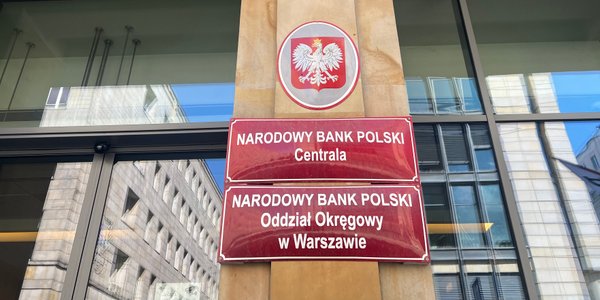 NARODOWY BANK POLSKI
Centrala
NARODOWY BANK POLSKI
Oddział Okręgowy
w Warszawie